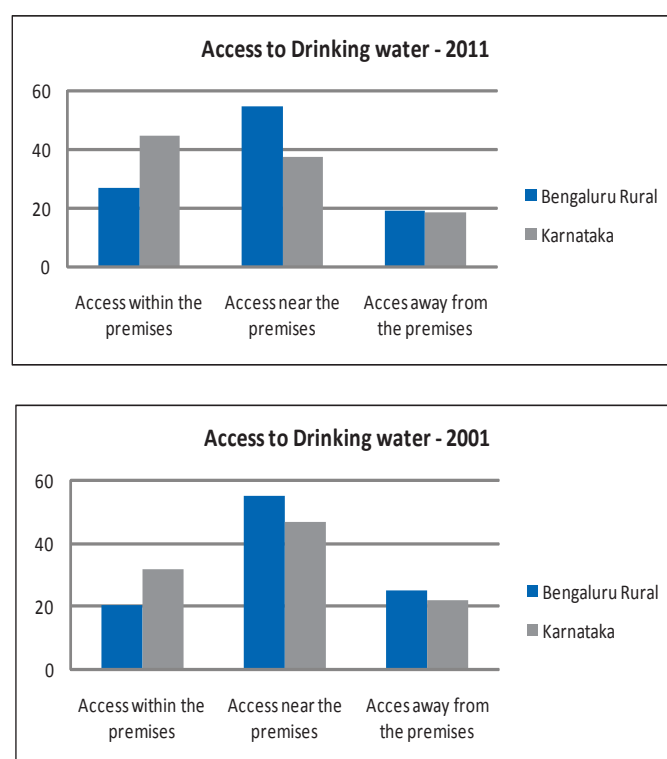 Access to Drinking water - 2011
60
40
20
0
Access within the
premises
Access near the
premises
Acces away from
the premises
Bengaluru Rural
Karnataka
Access to Drinking water - 2001
60
40
20
0
Access within the
premises
Access near the
premises
Acces away from
the premises
Bengaluru Rural
Karnataka